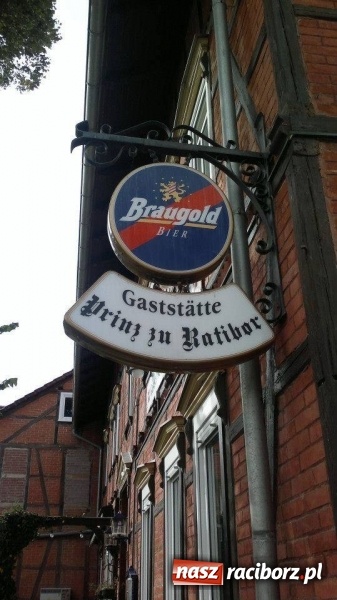 Braugold
BIER
Gaststätte
Prinz zu Ratibor
nasz raciborz.pl